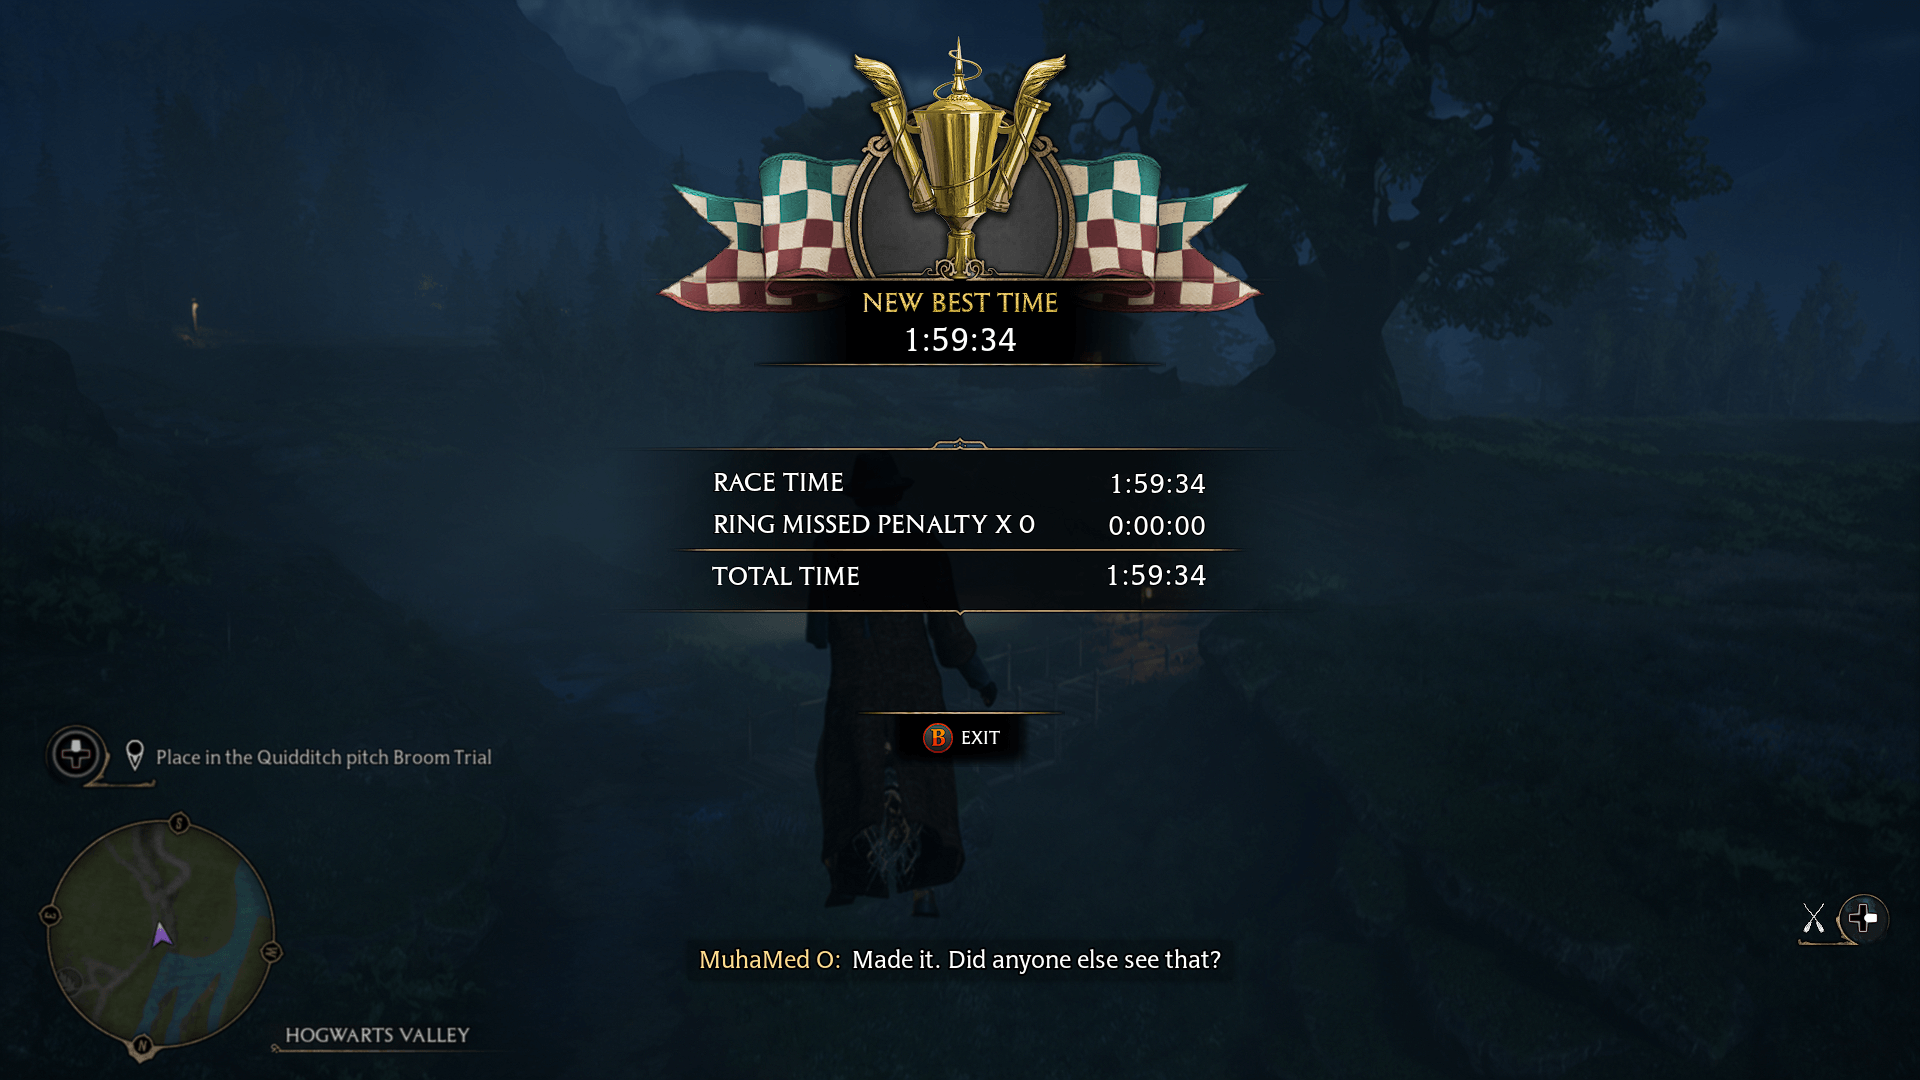 NEW BEST TIME
1:59:34
RACE TIME 1:59:34
RING MISSED PENALTY X 0 0:00:00
TOTAL TIME 1:59:34
B EXIT
Place in the Quidditch pitch Broom Trial
S
W
N
HOGWARTS VALLEY
MuhaMed O: Made it. Did anyone else see that?